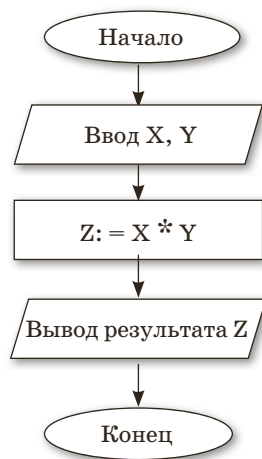 Начало
Ввод X, Y
Z: = X * Y
Вывод результата Z
Конец